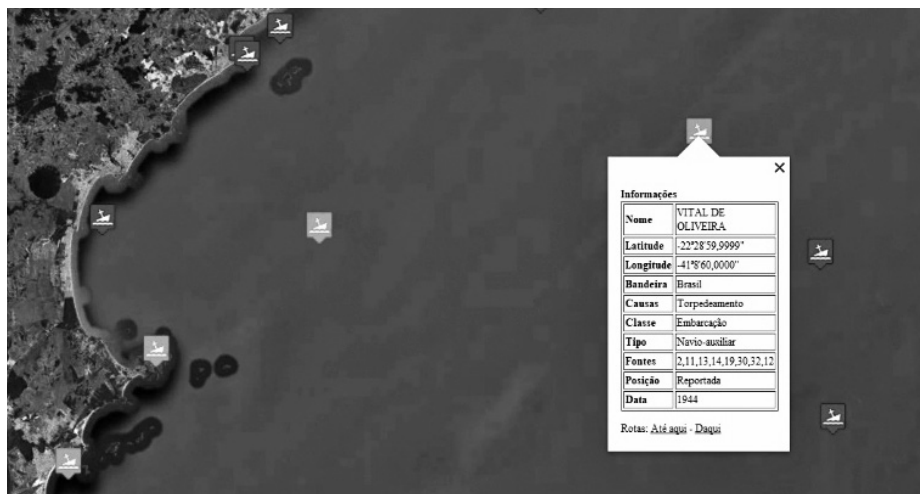 Informações
Nome VITAL DE
OLIVEIRA
Latitude -22°28'59,9999"
Longitude -41°8'60,0000"
Bandeira Brasil
Causas Torpedeamento
Classe Embarcação
Tipo Navio-auxiliar
Fontes 2,11,13,14,19,30,32,12
Posição Reportada
Data 1944
Rotas: Até aqui - Daqui